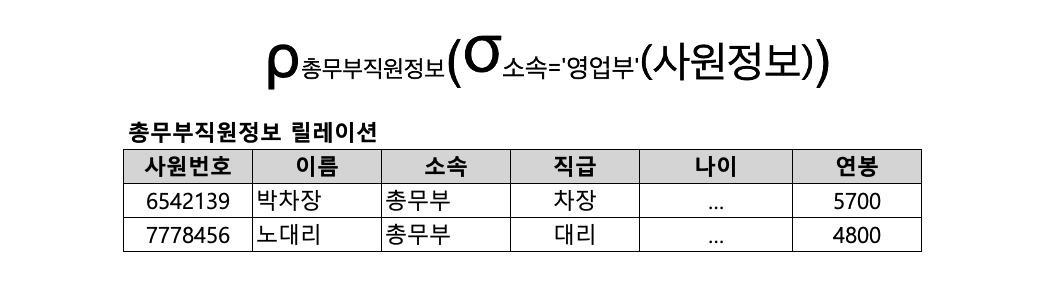 ρ총무부직원정보(σ소속='영업부'(사원정보))
총무부직원정보 릴레이션
사원번호 이름 소속 직급 나이 연봉
6542139 박차장 총무부 차장 ... 5700
7778456 노대리 총무부 대리 ... 4800